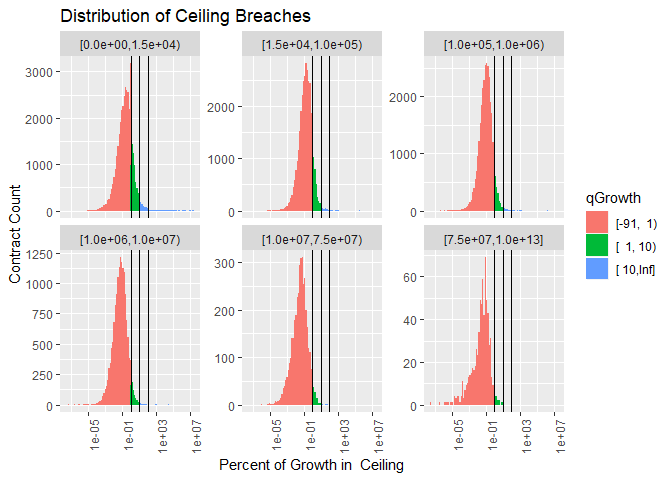 Distribution of Ceiling Breaches
[0.0e+00,1.5e+04)
[1.5e+04,1.0e+05)
[1.0e+05,1.0e+06)
3000
2000
1000
0
3000
2000
1000
0
2000
1000
0
[1.0e+06,1.0e+07)
[1.0e+07,7.5e+07)
[7.5e+07,1.0e+13]
1250
1000
750
500
250
0
300
200
100
0
60
40
20
0
1e-05
1e-01
1e+03
1e+07
1e-05
1e-01
1e+03
1e+07
1e-05
1e-01
1e+03
1e+07
Contract Count
Percent of Growth in  Ceiling
qGrowth
[-91,  1)
[  1, 10)
[ 10,Inf]